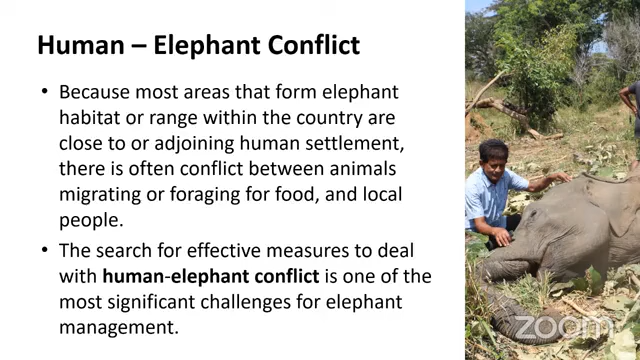 Human – Elephant Conflict
• Because most areas that form elephant
habitat or range within the country are
close to or adjoining human settlement,
there is often conflict between animals
migrating or foraging for food, and local
people.
• The search for effective measures to deal
with human-elephant conflict is one of the
most significant challenges for elephant
management.
zoom